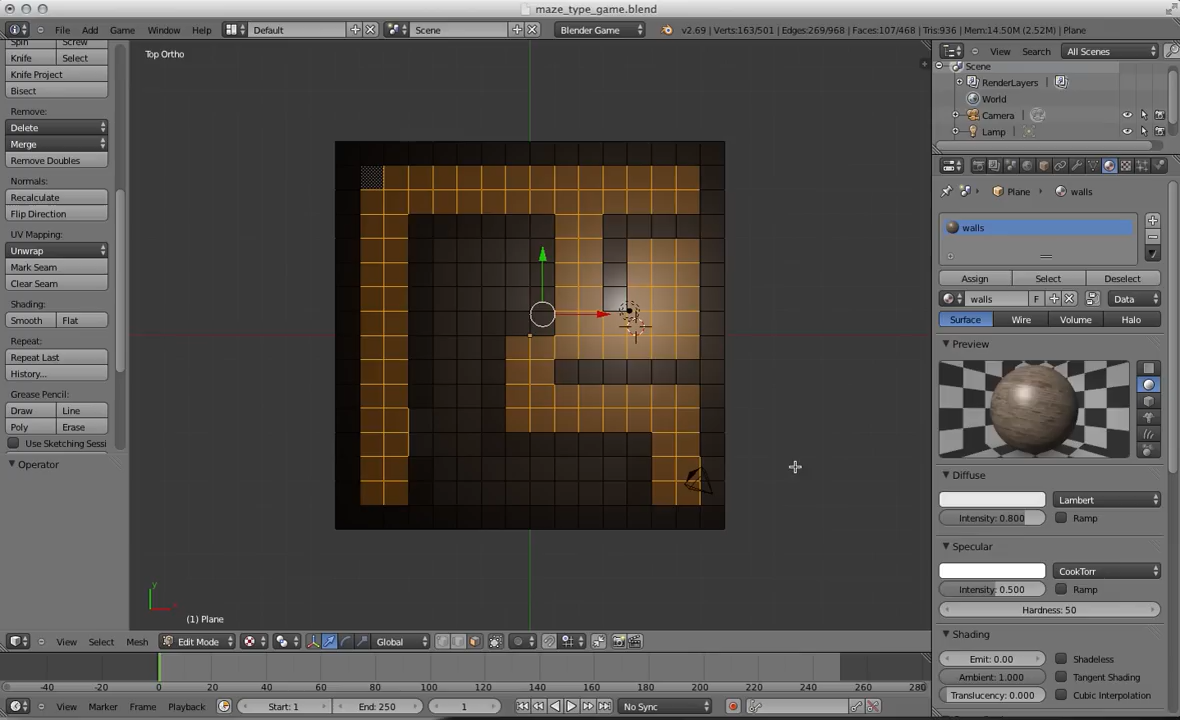 maze_type_game.blend
File Add Game Window Help Default Scene Blender Game v2.69 | Verts:163/501 | Edges:269/968 | Faces:107/468 | Tris:936 | Mem:14.50M (2.52M) | Plane
Spin Screw
Knife Select
Knife Project
Bisect
Remove:
Delete
Merge
Remove Doubles
Normals:
Recalculate
Flip Direction
UV Mapping:
Unwrap
Mark Seam
Clear Seam
Shading:
Smooth Flat
Repeat:
Repeat Last
History...
Grease Pencil:
Draw Line
Poly Erase
Use Sketching Sessi
Operator
Top Ortho
y
x
(1) Plane
View Select Mesh Edit Mode Global
-40 -20 0 20 40 60 80 100 120 140 160 180 200 220 240 260 280
View Marker Frame Playback Start: 1 End: 250 1 No Sync
View Search All Scenes
Scene
RenderLayers
World
Camera
Lamp
Plane walls
walls
Assign Select Deselect
walls F Data
Surface Wire Volume Halo
Preview
Diffuse
Lambert
Intensity: 0.800 Ramp
Specular
CookTorr
Intensity: 0.500 Ramp
Hardness: 50
Shading
Emit: 0.00 Shadeless
Ambient: 1.000 Tangent Shading
Translucency: 0.000 Cubic Interpolation